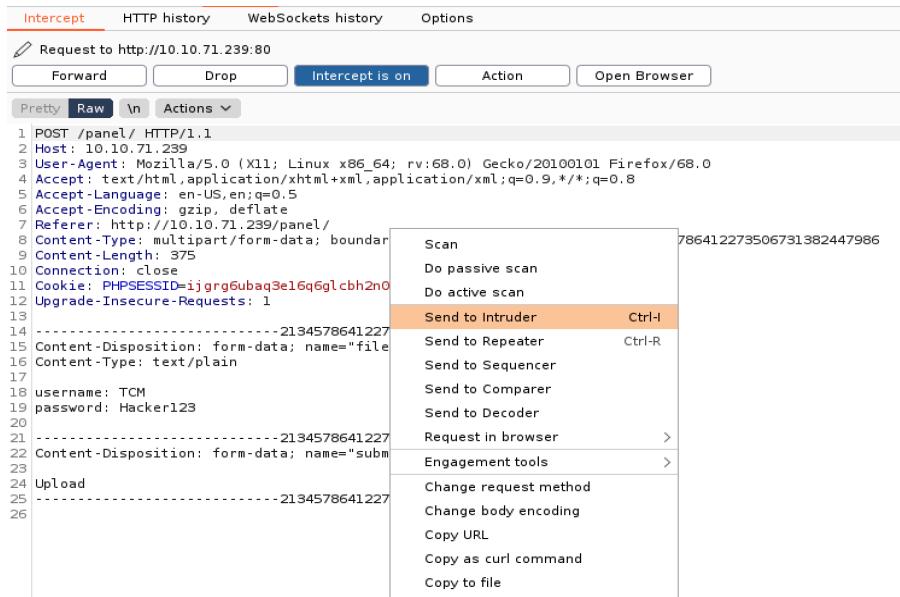 Intercept HTTP history WebSockets history Options
Request to http://10.10.71.239:80
Forward Drop Intercept is on Action Open Browser
Pretty Raw \n Actions
1 POST /panel/ HTTP/1.1
2 Host: 10.10.71.239
3 User-Agent: Mozilla/5.0 (X11; Linux x86_64; rv:68.0) Gecko/20100101 Firefox/68.0
4 Accept: text/html,application/xhtml+xml,application/xml;q=0.9,*/*;q=0.8
5 Accept-Language: en-US,en;q=0.5
6 Accept-Encoding: gzip, deflate
7 Referer: http://10.10.71.239/panel/
8 Content-Type: multipart/form-data; boundar 786412273506731382447986
9 Content-Length: 375
10 Connection: close
11 Cookie: PHPSESSID=ijgrg6ubaq3e16q6glcbh2n0
12 Upgrade-Insecure-Requests: 1
13
14 -----------------------------2134578641227
15 Content-Disposition: form-data; name="file
16 Content-Type: text/plain
17
18 username: TCM
19 password: Hacker123
20
21 -----------------------------2134578641227
22 Content-Disposition: form-data; name="subm
23
24 Upload
25 -----------------------------2134578641227
26
Scan
Do passive scan
Do active scan
Send to Intruder Ctrl-I
Send to Repeater Ctrl-R
Send to Sequencer
Send to Comparer
Send to Decoder
Request in browser
Engagement tools
Change request method
Change body encoding
Copy URL
Copy as curl command
Copy to file